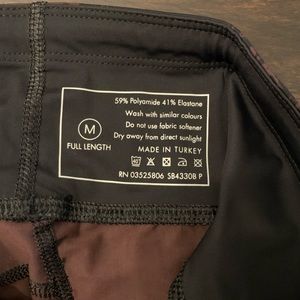 59% Polyamide 41% Elastane
Wash with similar colours
Do not use fabric softener
Dry away from direct sunlight
MADE IN TURKEY
M
FULL LENGTH
RN 03525806 SB4330B P